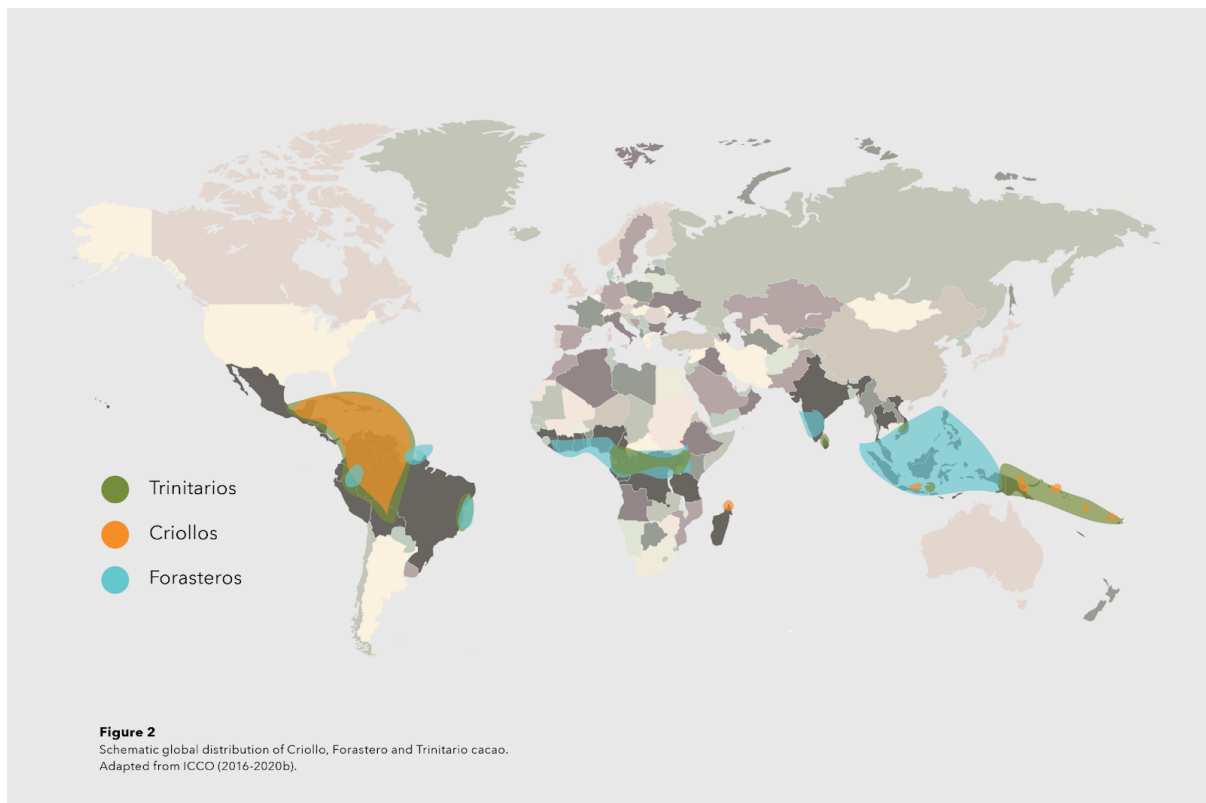 Trinitarios
Criollos
Forasteros
Figure 2
Schematic global distribution of Criollo, Forastero and Trinitario cacao.
Adapted from ICCO (2016-2020b).